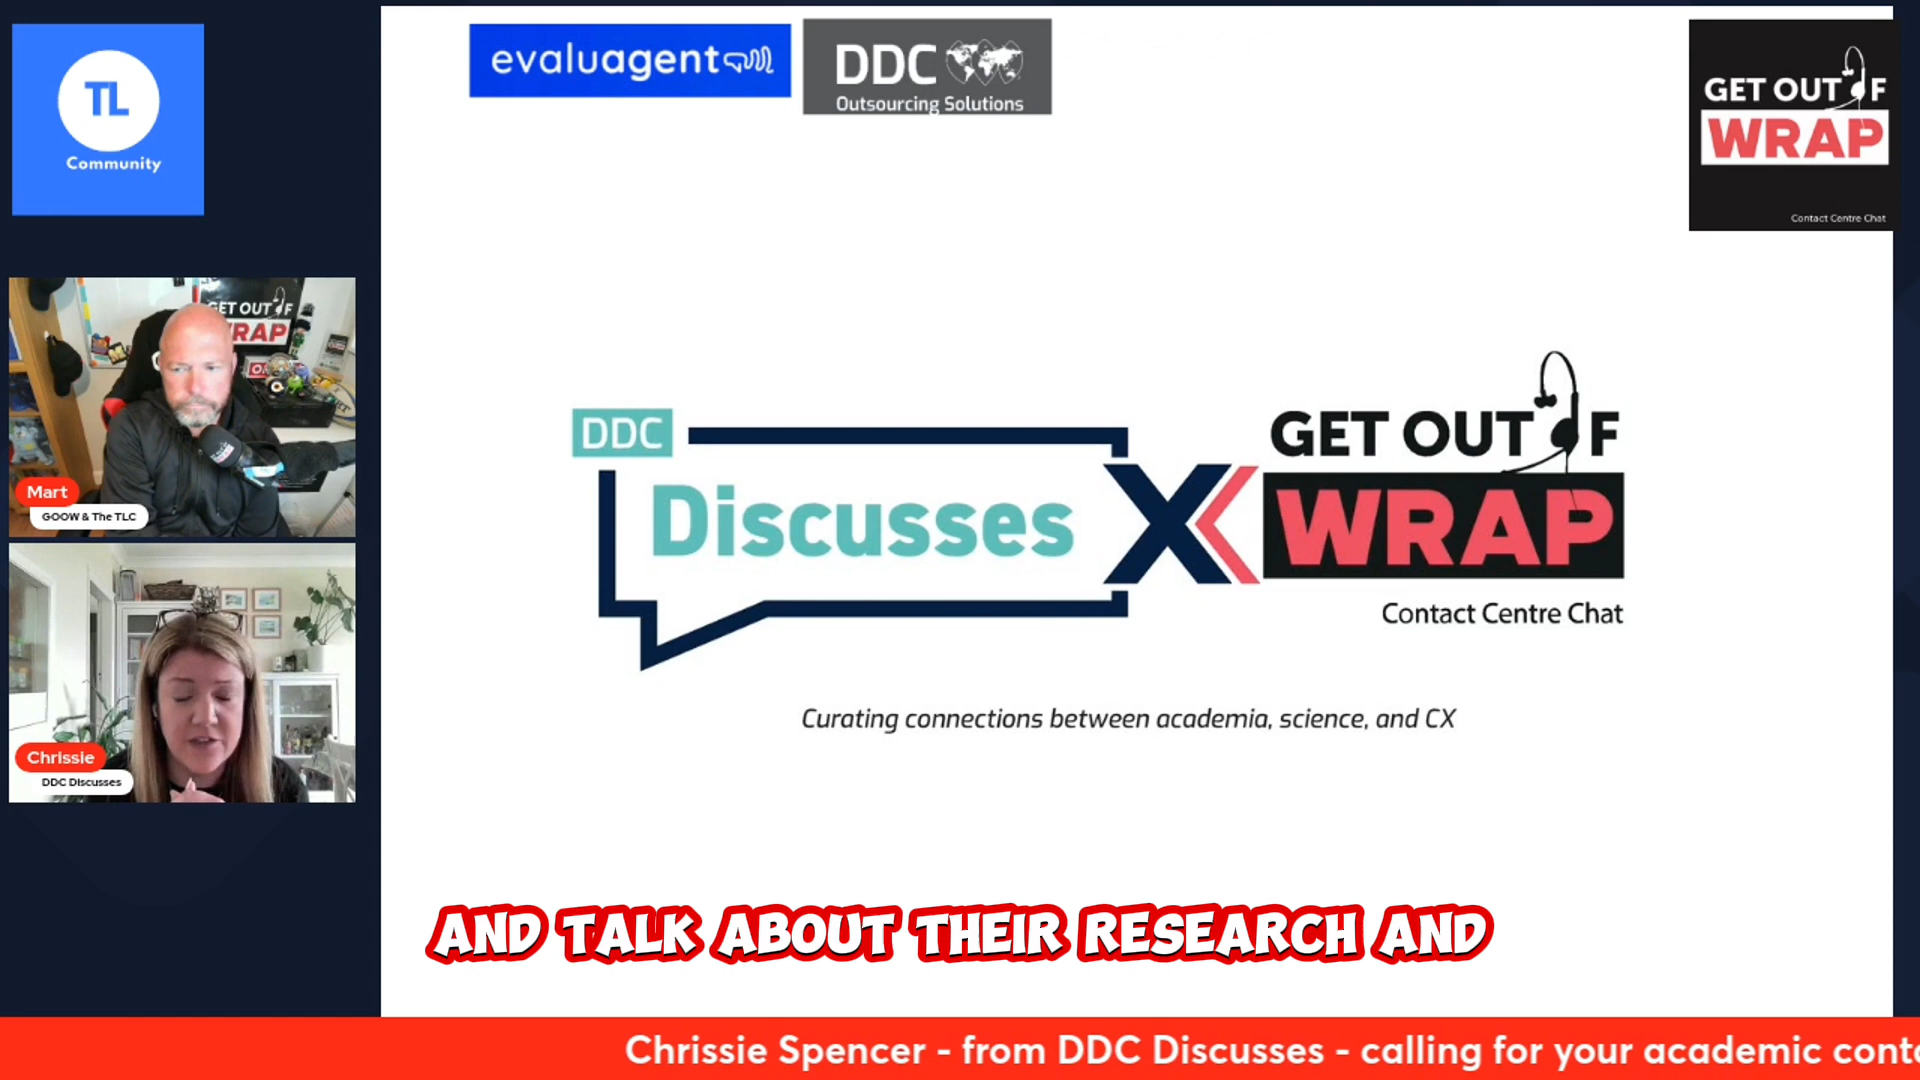 TL
Community
evaluagent
DDC
Outsourcing Solutions
GET OUT OF
WRAP
Contact Centre Chat
GET OUT OF
WRAP
Mart
GOOW & The TLC
Chrissie
DDC Discusses
DDC
Discusses
X
GET OUT OF
WRAP
Contact Centre Chat
Curating connections between academia, science, and CX
AND TALK ABOUT THEIR RESEARCH AND
Chrissie Spencer - from DDC Discusses - calling for your academic